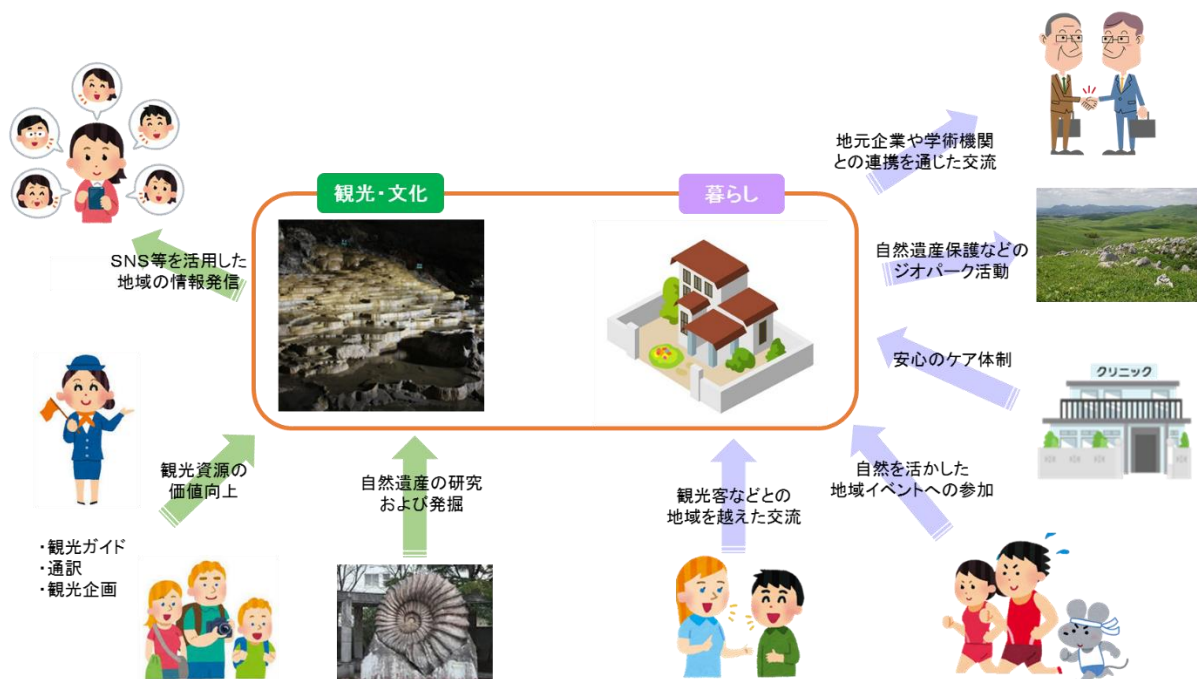 地元企業や学術機関
との連携を通じた交流
観光・文化
暮らし
SNS等を活用した
地域の情報発信
自然遺産保護などの
ジオパーク活動
安心のケア体制
クリニック
観光資源の
価値向上
自然遺産の研究
および発掘
観光客などとの
地域を越えた交流
自然を活かした
地域イベントへの参加
・観光ガイド
・通訳
・観光企画